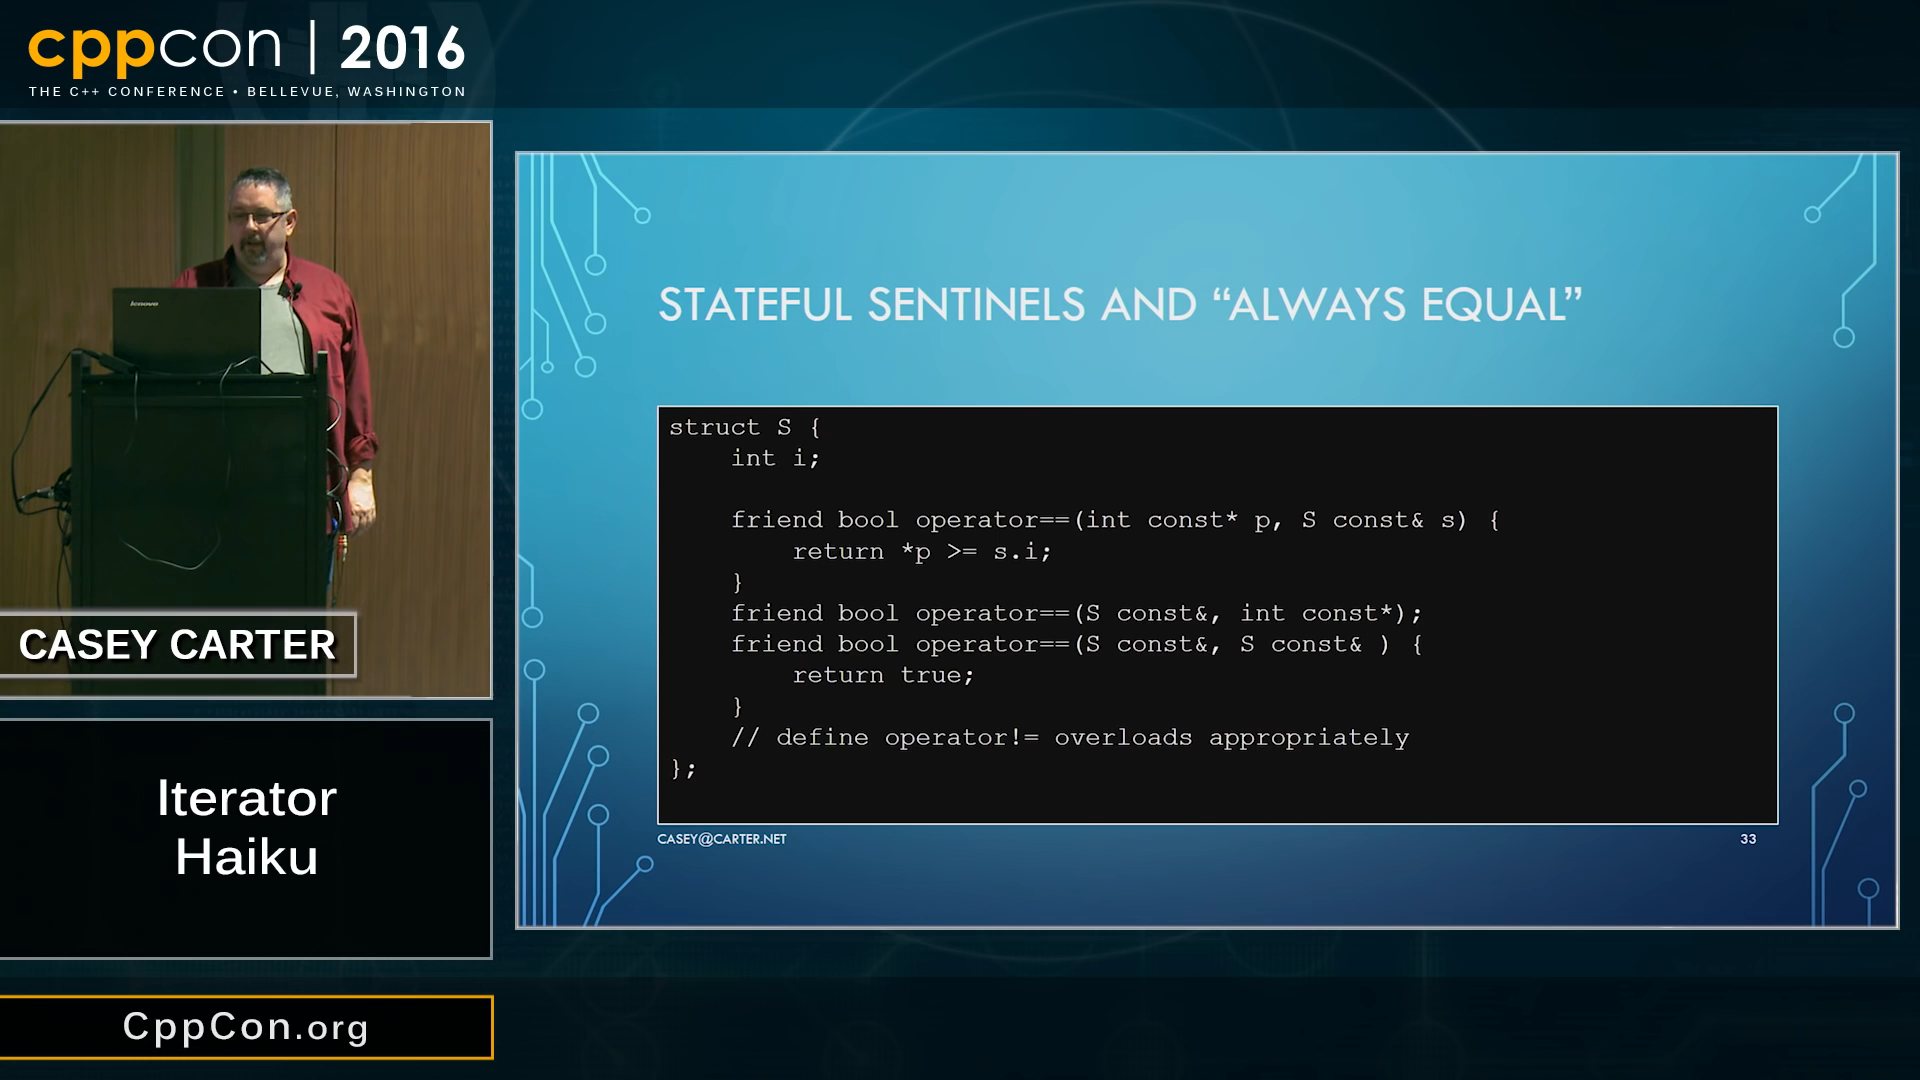 cppcon | 2016
THE C++ CONFERENCE • BELLEVUE, WASHINGTON
lenovo
CASEY CARTER
Iterator
Haiku
CppCon.org
STATEFUL SENTINELS AND “ALWAYS EQUAL”
struct S {
    int i;
    friend bool operator==(int const* p, S const& s) {
        return *p >= s.i;
    }
    friend bool operator==(S const&, int const*);
    friend bool operator==(S const&, S const& ) {
        return true;
    }
    // define operator!= overloads appropriately
};
CASEY@CARTER.NET
33